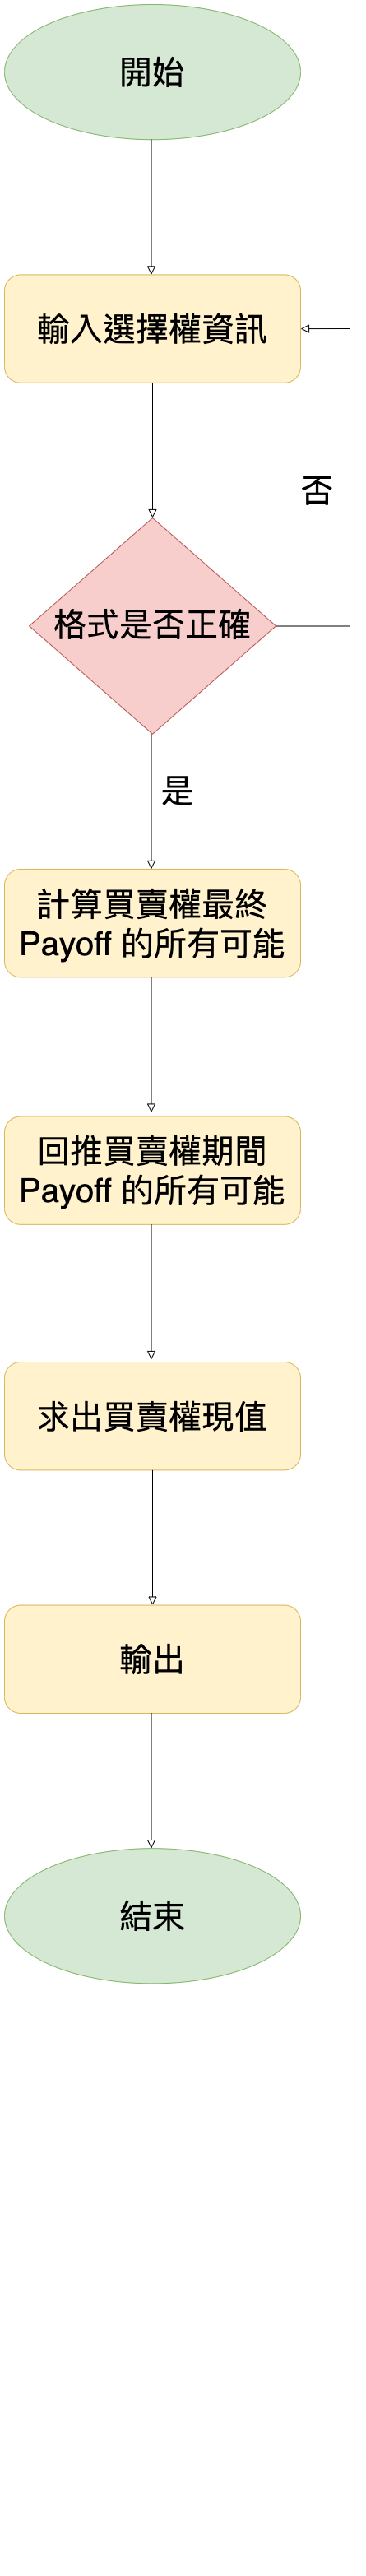 開始
輸入選擇權資訊
否
格式是否正確
是
計算買賣權最終
Payoff 的所有可能
回推買賣權期間
Payoff 的所有可能
求出買賣權現值
輸出
結束